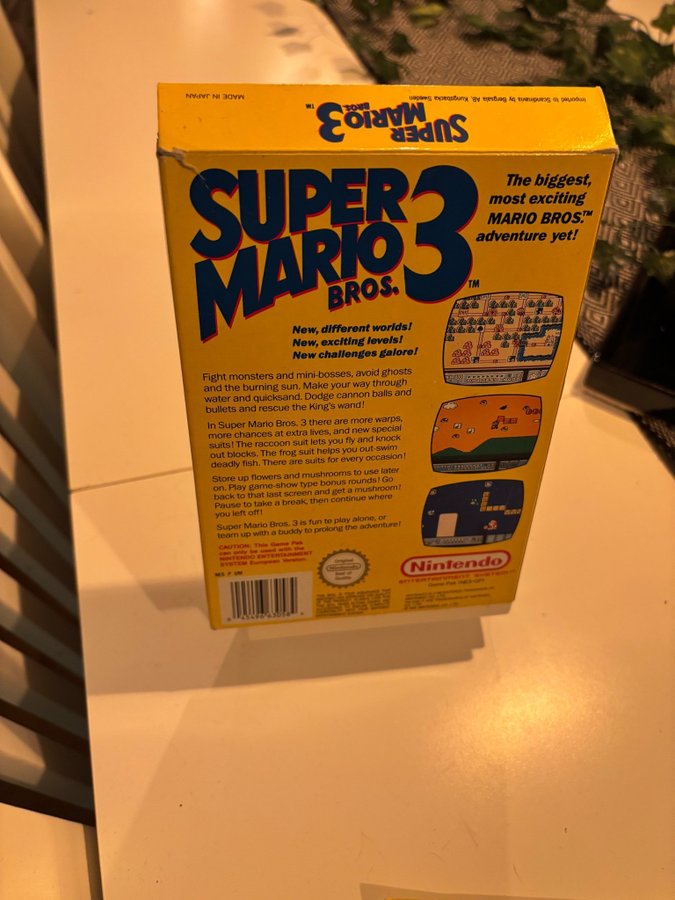 Imported to Scandinavia by Bergsala AB, Kungsbacka Sweden
MADE IN JAPAN
SUPER
MARIO
BROS.
3
TM
SUPER
MARIO
BROS.
3
TM
The biggest,
most exciting
MARIO BROS.™
adventure yet!
New, different worlds!
New, exciting levels!
New challenges galore!
Fight monsters and mini-bosses, avoid ghosts
and the burning sun. Make your way through
water and quicksand. Dodge cannon balls and
bullets and rescue the King's wand!
In Super Mario Bros. 3 there are more warps,
more chances at extra lives, and new special
suits! The raccoon suit lets you fly and knock
out blocks. The frog suit helps you out-swim
deadly fish. There are suits for every occasion!
Store up flowers and mushrooms to use later
on. Play game-show type bonus rounds! Go
back to that last screen and get a mushroom!
Pause to take a break, then continue where
you left off!
Super Mario Bros. 3 is fun to play alone, or
team up with a buddy to prolong the adventure!
CAUTION: This Game Pak
can only be used with the
NINTENDO ENTERTAINMENT
SYSTEM European Version.
Original
Nintendo
Seal of
Quality
Nintendo
ENTERTAINMENT SYSTEM™